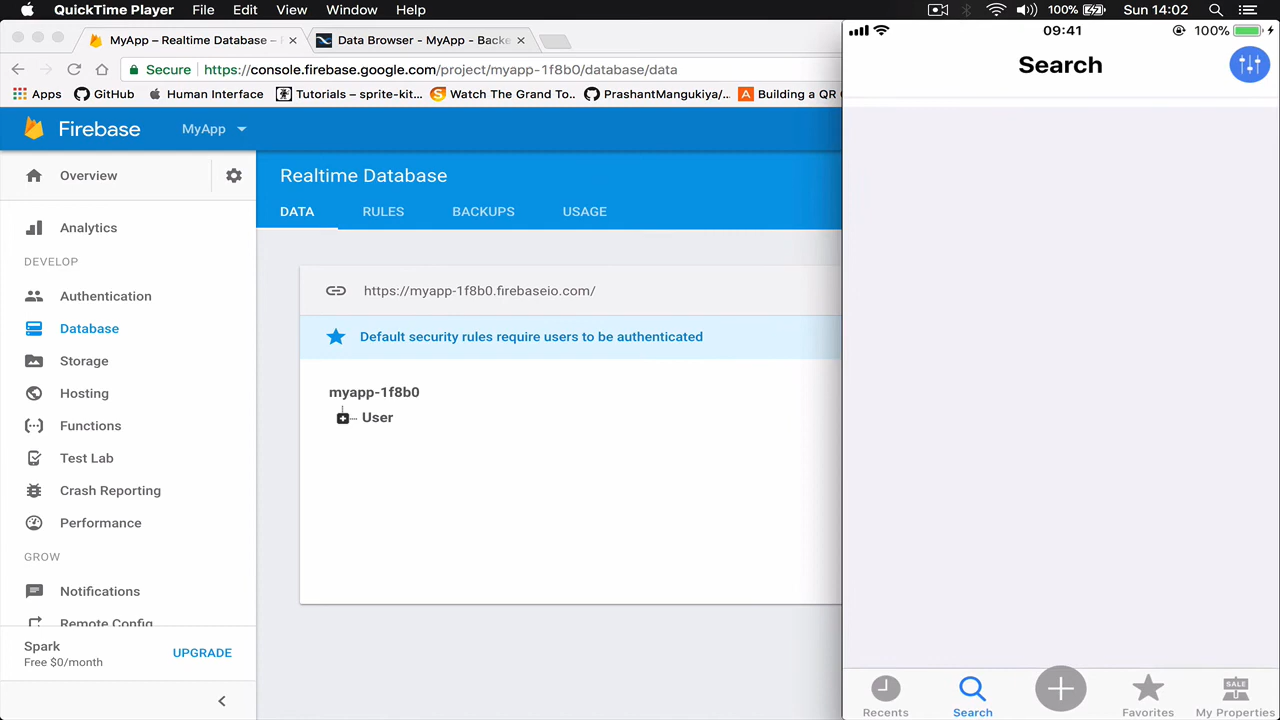 QuickTime Player File Edit View Window Help 100% Sun 14:02
MyApp – Realtime Database –
Data Browser - MyApp - Backe
Secure https://console.firebase.google.com/project/myapp-1f8b0/database/data
Apps GitHub Human Interface Tutorials – sprite-kit... Watch The Grand To... PrashantMangukiya/... Building a QR C
Firebase MyApp
Overview
Analytics
DEVELOP
Authentication
Database
Storage
Hosting
Functions
Test Lab
Crash Reporting
Performance
GROW
Notifications
Remote Config
Spark
Free $0/month
UPGRADE
Realtime Database
DATA RULES BACKUPS USAGE
https://myapp-1f8b0.firebaseio.com/
Default security rules require users to be authenticated
myapp-1f8b0
User
09:41 100%
Search
SALE
Recents Search Favorites My Properties